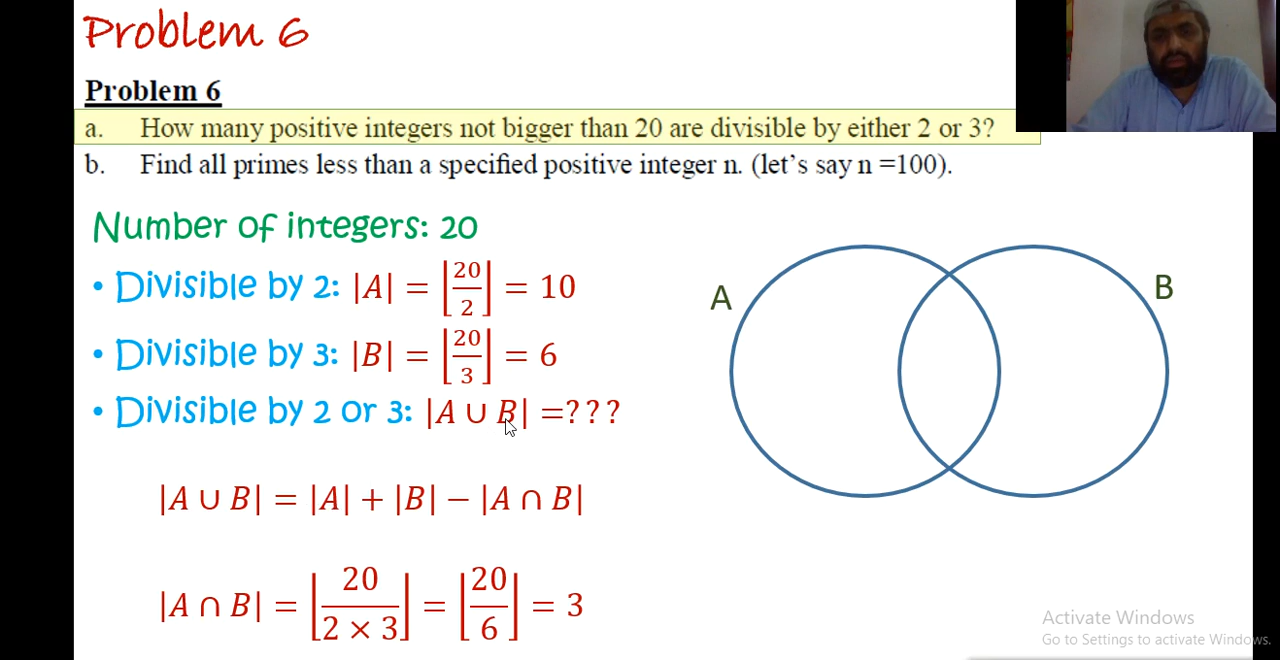 Problem 6
Problem 6
a. How many positive integers not bigger than 20 are divisible by either 2 or 3?
b. Find all primes less than a specified positive integer n. (let's say n =100).
Number of integers: 20
• Divisible by 2: |A| = ⌊20/2⌋ = 10
• Divisible by 3: |B| = ⌊20/3⌋ = 6
• Divisible by 2 or 3: |A ∪ B| =???
|A ∪ B| = |A| + |B| − |A ∩ B|
|A ∩ B| = ⌊20/(2 × 3)⌋ = ⌊20/6⌋ = 3
A
B
Activate Windows
Go to Settings to activate Windows.